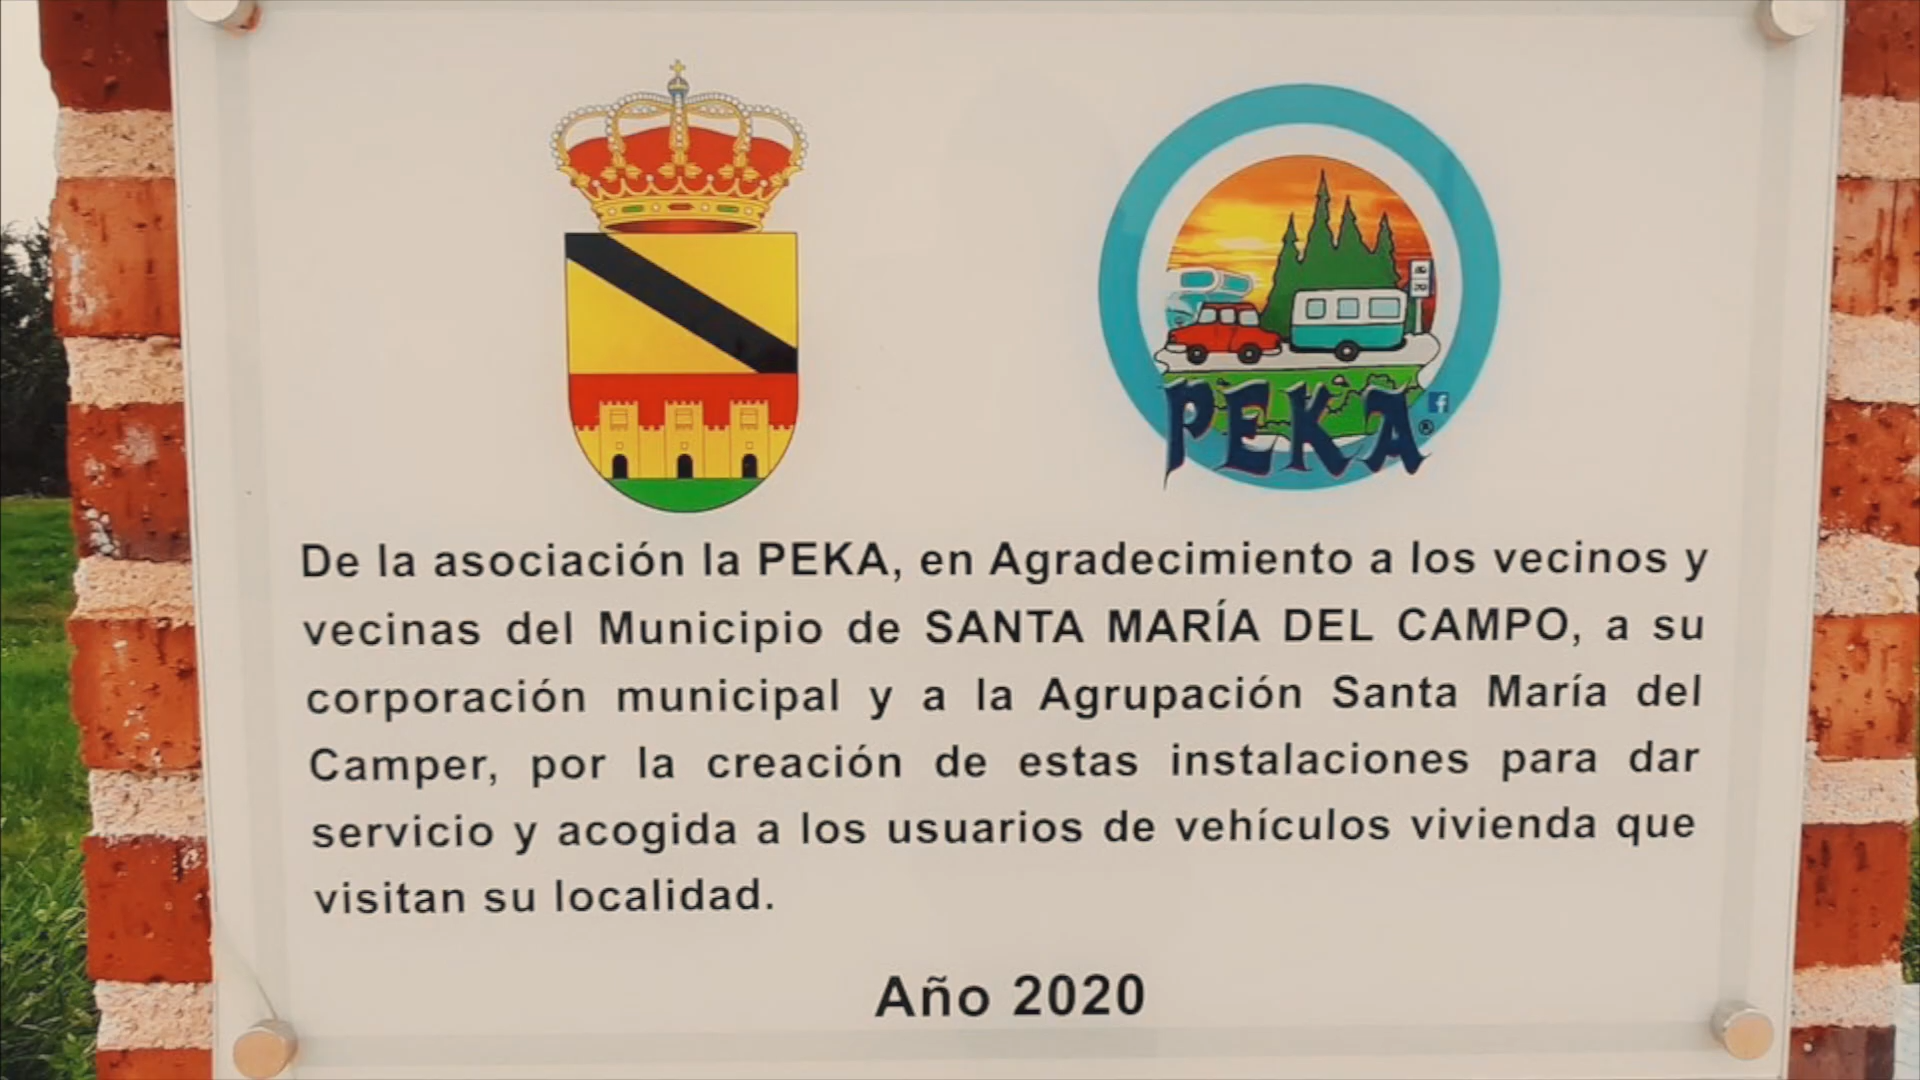 PEKA®
De la asociación la PEKA, en Agradecimiento a los vecinos y
vecinas del Municipio de SANTA MARÍA DEL CAMPO, a su
corporación municipal y a la Agrupación Santa María del
Camper, por la creación de estas instalaciones para dar
servicio y acogida a los usuarios de vehículos vivienda que
visitan su localidad.
Año 2020